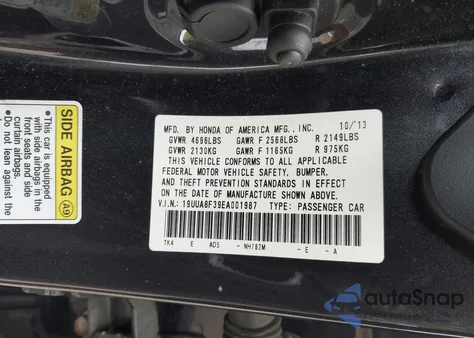 SIDE AIRBAG A9
•This car is equipped
with side airbags in the
front seats and side
curtain airbags.
•Do not lean against the
MFD. BY HONDA OF AMERICA MFG., INC. 10/13
GVWR 4696LBS GAWR F 2568LBS R 2149LBS
GVWR 2130KG GAWR F 1165KG R 975KG
THIS VEHICLE CONFORMS TO ALL APPLICABLE
FEDERAL MOTOR VEHICLE SAFETY, BUMPER,
AND THEFT PREVENTION STANDARDS IN EFFECT
ON THE DATE OF MANUFACTURE SHOWN ABOVE.
V.I.N.: 19UUA8F39EA001987 TYPE: PASSENGER CAR
TK4 E AD5 - NH782M - E - A
autoSnap